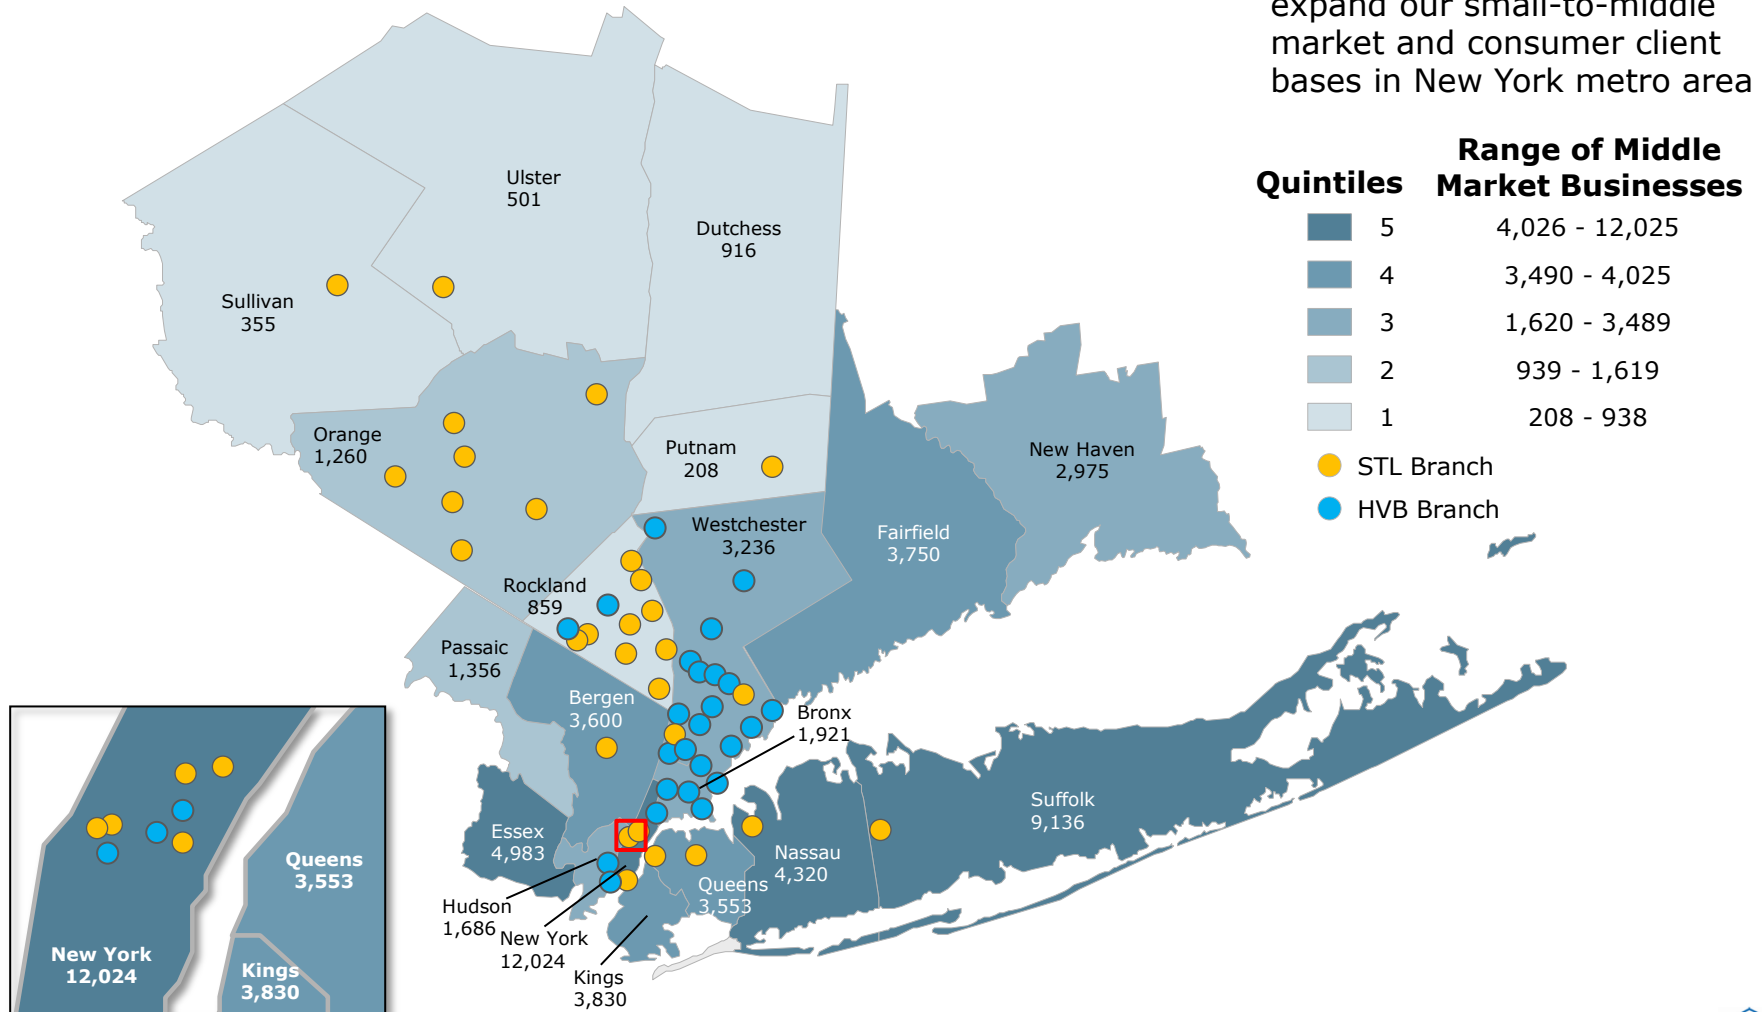 expand our small-to-middle
market and consumer client
bases in New York metro area
Quintiles
Range of Middle
Market Businesses
5 4,026 - 12,025
4 3,490 - 4,025
3 1,620 - 3,489
2 939 - 1,619
1 208 - 938
STL Branch
HVB Branch
Ulster
501
Dutchess
916
Sullivan
355
Orange
1,260
Putnam
208
New Haven
2,975
Westchester
3,236
Fairfield
3,750
Rockland
859
Passaic
1,356
Bergen
3,600
Bronx
1,921
Suffolk
9,136
Essex
4,983
Nassau
4,320
Queens
3,553
Hudson
1,686
New York
12,024
Kings
3,830
Queens
3,553
New York
12,024
Kings
3,830